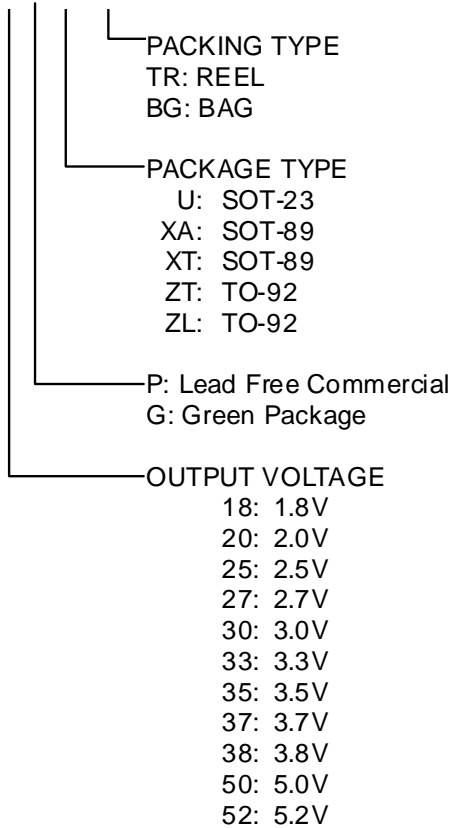 PACKING TYPE
TR: REEL
BG: BAG
PACKAGE TYPE
U: SOT-23
XA: SOT-89
XT: SOT-89
ZT: TO-92
ZL: TO-92
P: Lead Free Commercial
G: Green Package
OUTPUT VOLTAGE
18: 1.8V
20: 2.0V
25: 2.5V
27: 2.7V
30: 3.0V
33: 3.3V
35: 3.5V
37: 3.7V
38: 3.8V
50: 5.0V
52: 5.2V